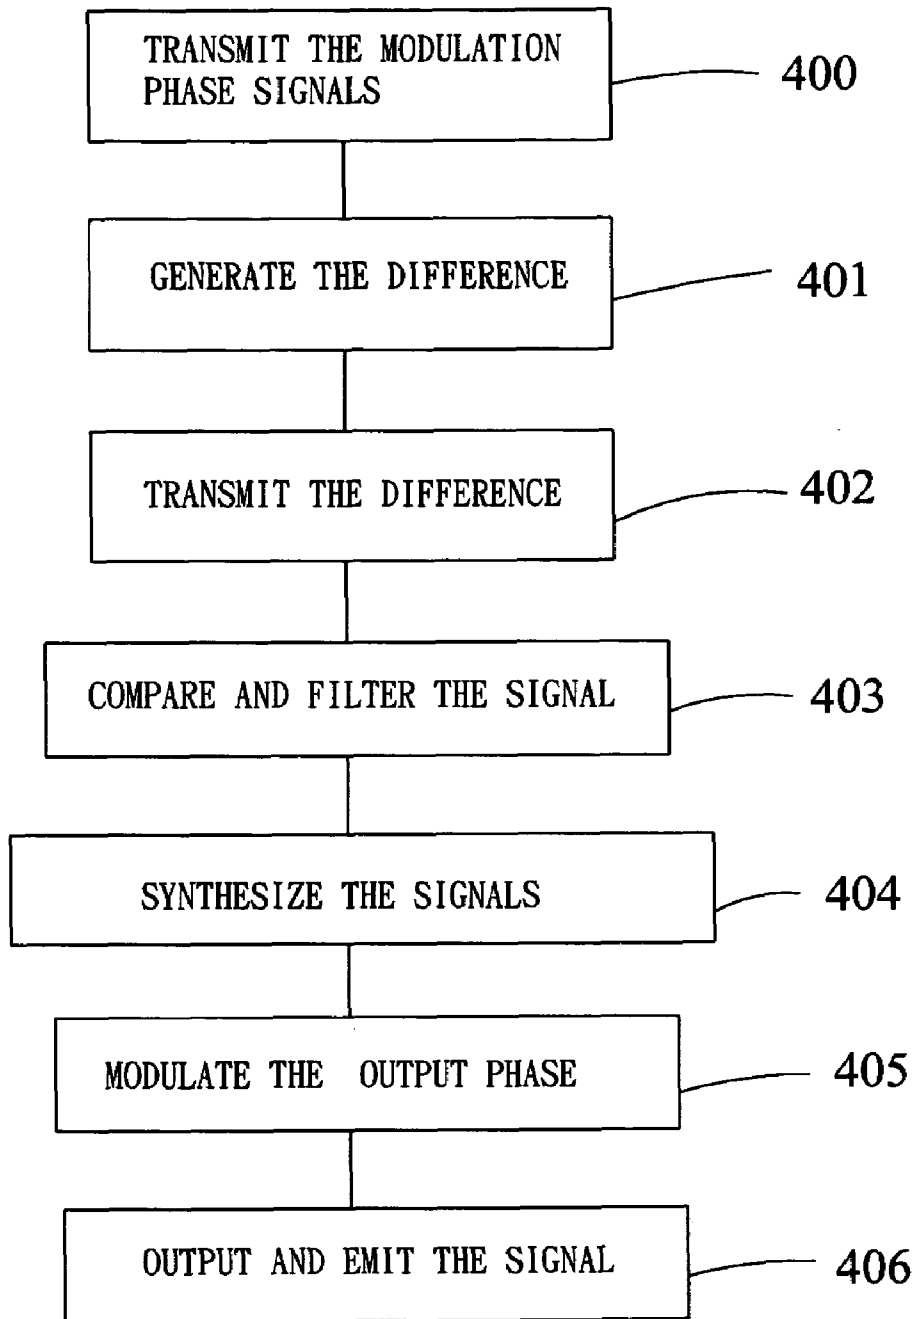 TRANSMIT THE MODULATION
PHASE SIGNALS
400
GENERATE THE DIFFERENCE
401
TRANSMIT THE DIFFERENCE
402
COMPARE AND FILTER THE SIGNAL
403
SYNTHESIZE THE SIGNALS
404
MODULATE THE OUTPUT PHASE
405
OUTPUT AND EMIT THE SIGNAL
406